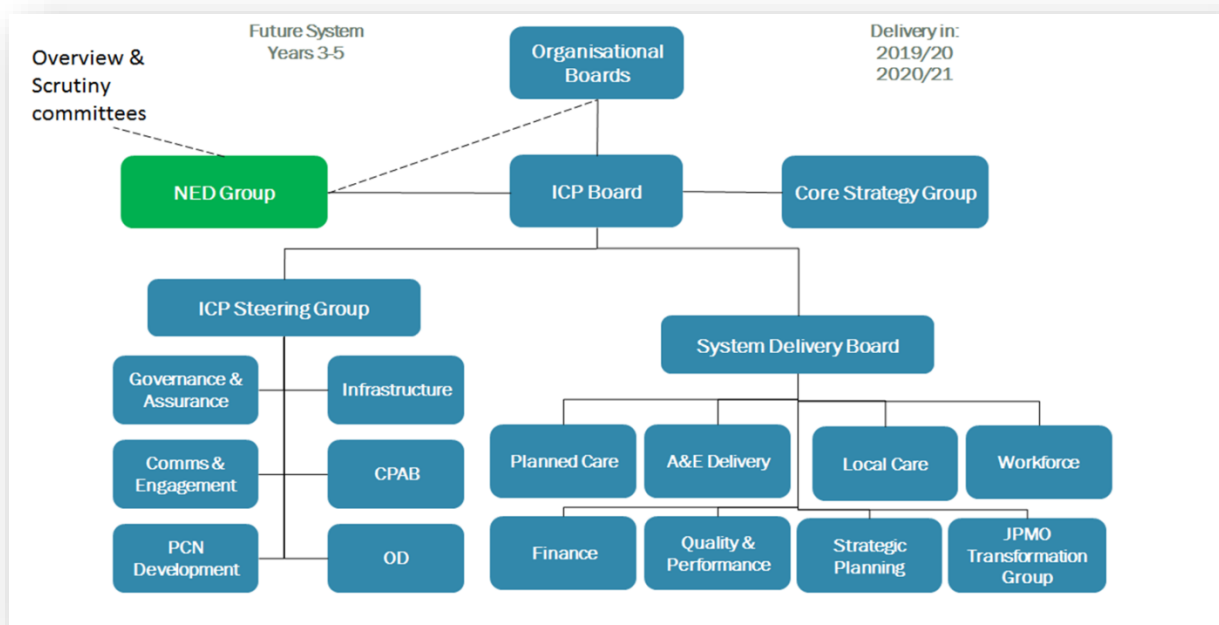 Future System
Years 3-5
Delivery in:
2019/20
2020/21
Overview &
Scrutiny
committees
Organisational
Boards
NED Group
ICP Board
Core Strategy Group
ICP Steering Group
System Delivery Board
Governance &
Assurance
Infrastructure
Comms &
Engagement
CPAB
PCN
Development
OD
Planned Care
A&E Delivery
Local Care
Workforce
Finance
Quality &
Performance
Strategic
Planning
JPMO
Transformation
Group